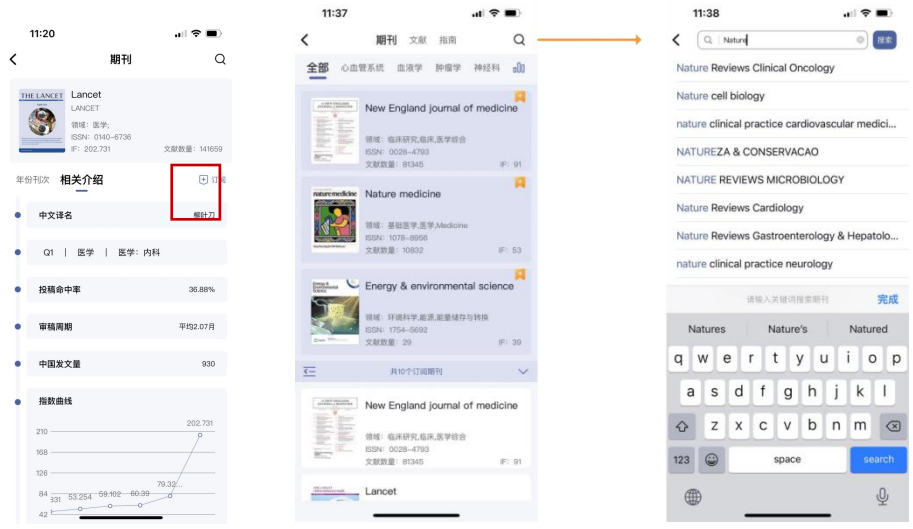 11:20
期刊
THE LANCET
Lancet
LANCET
领域：医学;
ISSN：0140-6736
IF：202.731
文献数量：141659
年份刊次 相关介绍
订阅
中文译名
柳叶刀
Q1 | 医学 | 医学：内科
投稿命中率
36.88%
审稿周期
平均2.07月
中国发文量
930
指数曲线
202.731
210
168
126
79.32...
84
331 53.254 59.102 60.39
42
11:37
期刊 文献 指南
全部 心血管系统 血液学 肿瘤学 神经科
New England journal of medicine
领域：临床研究,临床,医学综合
ISSN：0028-4793
文献数量：81345
IF：91
naturemedicine
Nature medicine
领域：基础医学,医学,Medicine
ISSN：1078-8956
文献数量：10832
IF：53
Energy & environmental science
领域：环境科学,能源,能量储存与转换
ISSN：1754-5692
文献数量：29
IF：39
共10个订阅期刊
New England journal of medicine
领域：临床研究,临床,医学综合
ISSN：0028-4793
文献数量：81345
IF：91
Lancet
11:38
Nature
搜索
Nature Reviews Clinical Oncology
Nature cell biology
nature clinical practice cardiovascular medici...
NATUREZA & CONSERVACAO
NATURE REVIEWS MICROBIOLOGY
Nature Reviews Cardiology
Nature Reviews Gastroenterology & Hepatolo...
nature clinical practice neurology
请输入关键词搜索期刊
完成
Natures Nature's Natured
q w e r t y u i o p
a s d f g h j k l
z x c v b n m
123 space search